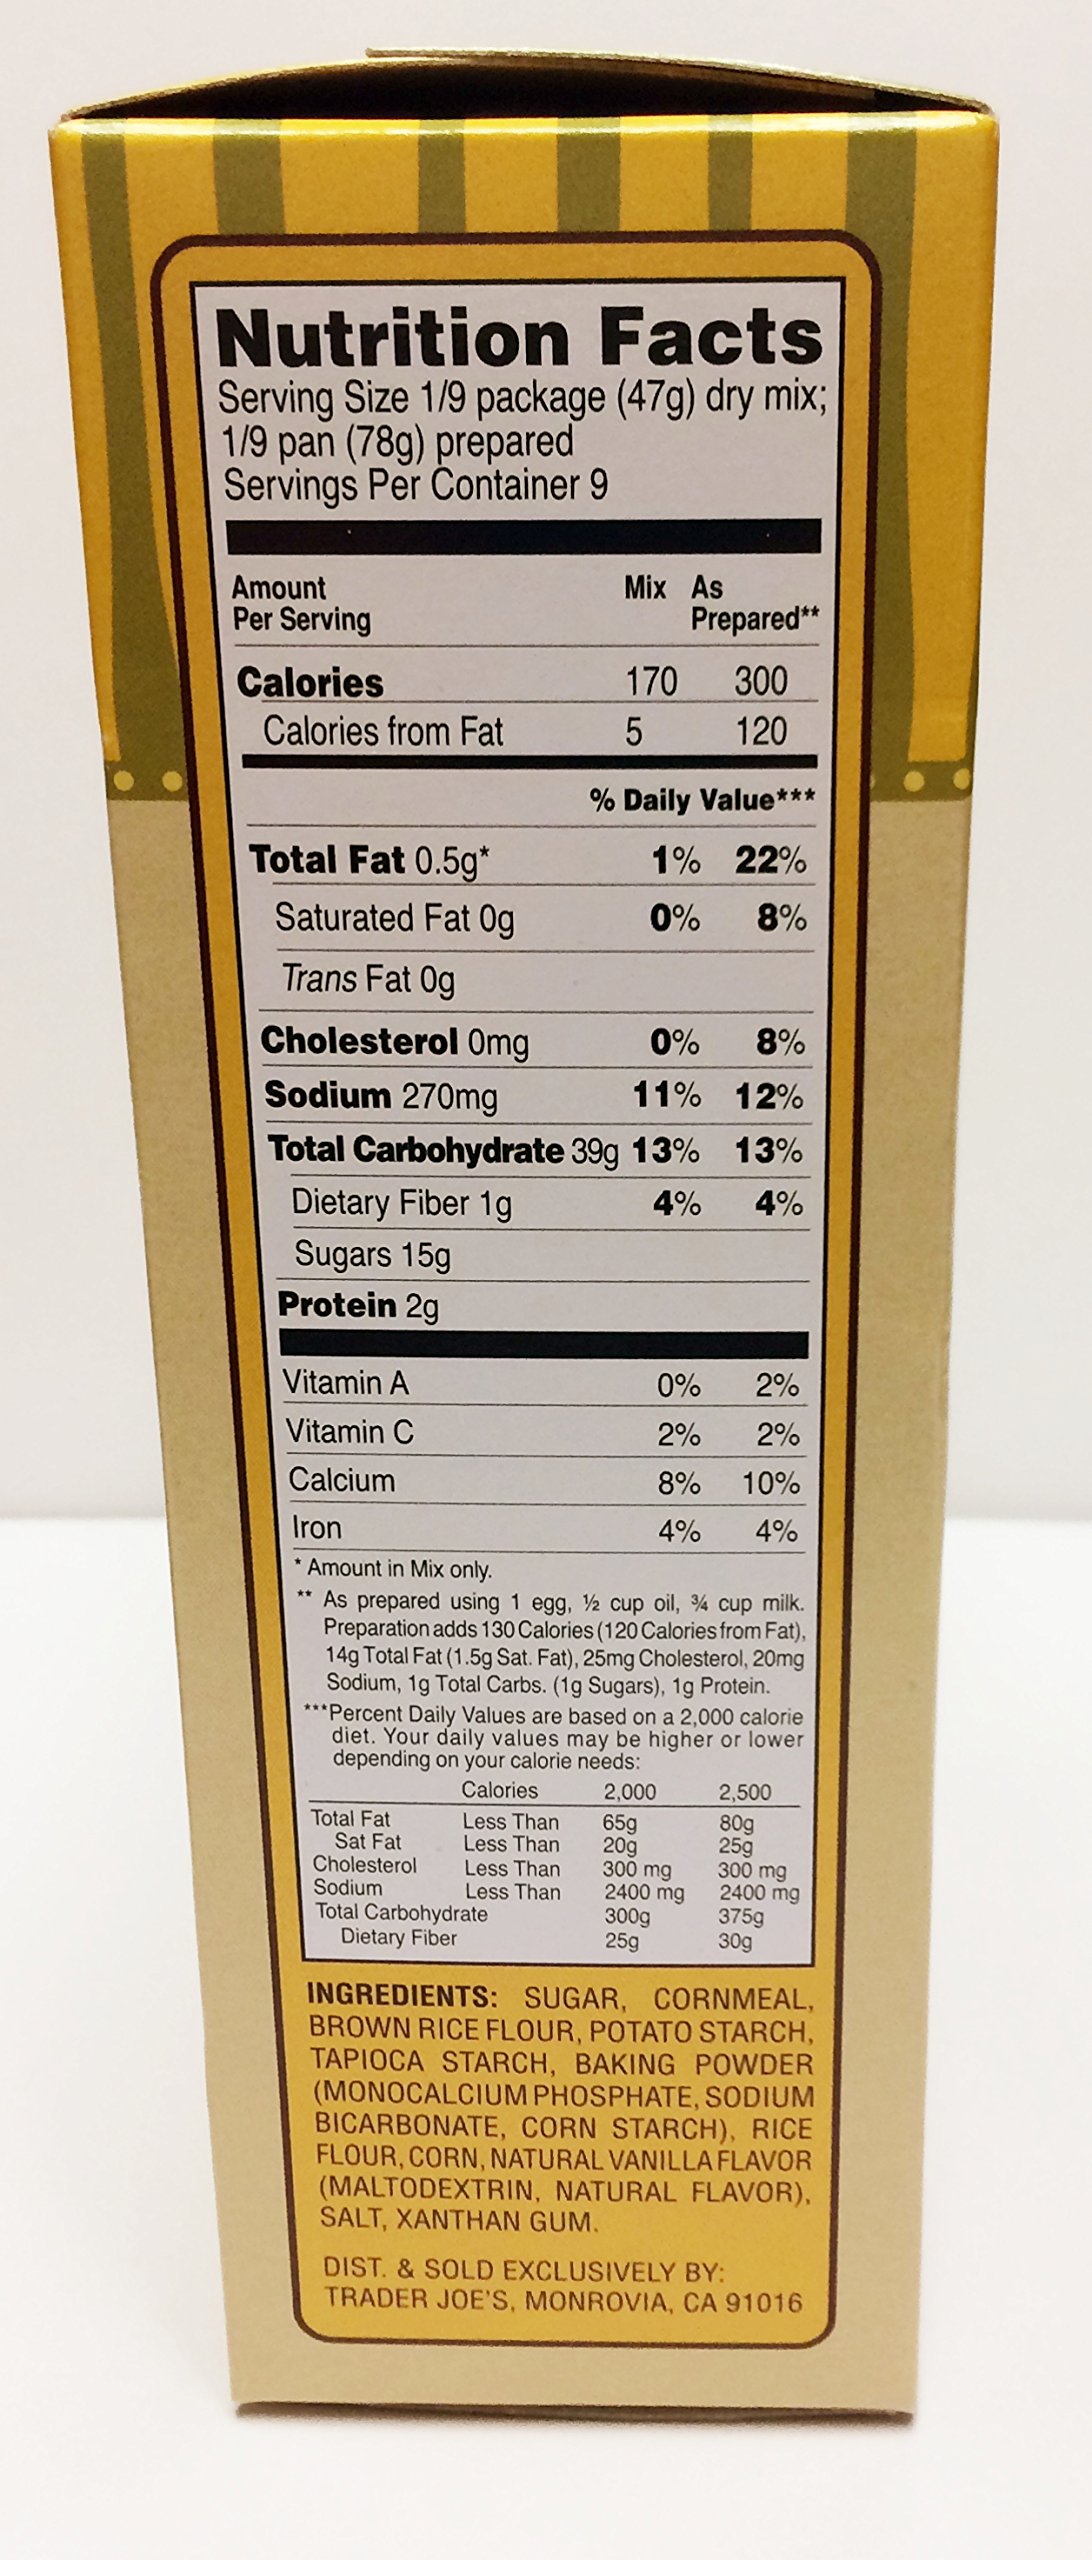 Nutrition Facts
Serving Size 1/9 package (47g) dry mix;
1/9 pan (78g) prepared
Servings Per Container 9
Amount Mix As
Per Serving Prepared**
Calories 170 300
Calories from Fat 5 120
% Daily Value***
Total Fat 0.5g* 1% 22%
Saturated Fat 0g 0% 8%
Trans Fat 0g
Cholesterol 0mg 0% 8%
Sodium 270mg 11% 12%
Total Carbohydrate 39g 13% 13%
Dietary Fiber 1g 4% 4%
Sugars 15g
Protein 2g
Vitamin A 0% 2%
Vitamin C 2% 2%
Calcium 8% 10%
Iron 4% 4%
* Amount in Mix only.
** As prepared using 1 egg, ½ cup oil, ¾ cup milk.
Preparation adds 130 Calories (120 Calories from Fat),
14g Total Fat (1.5g Sat. Fat), 25mg Cholesterol, 20mg
Sodium, 1g Total Carbs. (1g Sugars), 1g Protein.
***Percent Daily Values are based on a 2,000 calorie
diet. Your daily values may be higher or lower
depending on your calorie needs:
Calories 2,000 2,500
Total Fat Less Than 65g 80g
Sat Fat Less Than 20g 25g
Cholesterol Less Than 300 mg 300 mg
Sodium Less Than 2400 mg 2400 mg
Total Carbohydrate 300g 375g
Dietary Fiber 25g 30g
INGREDIENTS: SUGAR, CORNMEAL,
BROWN RICE FLOUR, POTATO STARCH,
TAPIOCA STARCH, BAKING POWDER
(MONOCALCIUM PHOSPHATE, SODIUM
BICARBONATE, CORN STARCH), RICE
FLOUR, CORN, NATURAL VANILLA FLAVOR
(MALTODEXTRIN, NATURAL FLAVOR),
SALT, XANTHAN GUM.
DIST. & SOLD EXCLUSIVELY BY:
TRADER JOE'S, MONROVIA, CA 91016